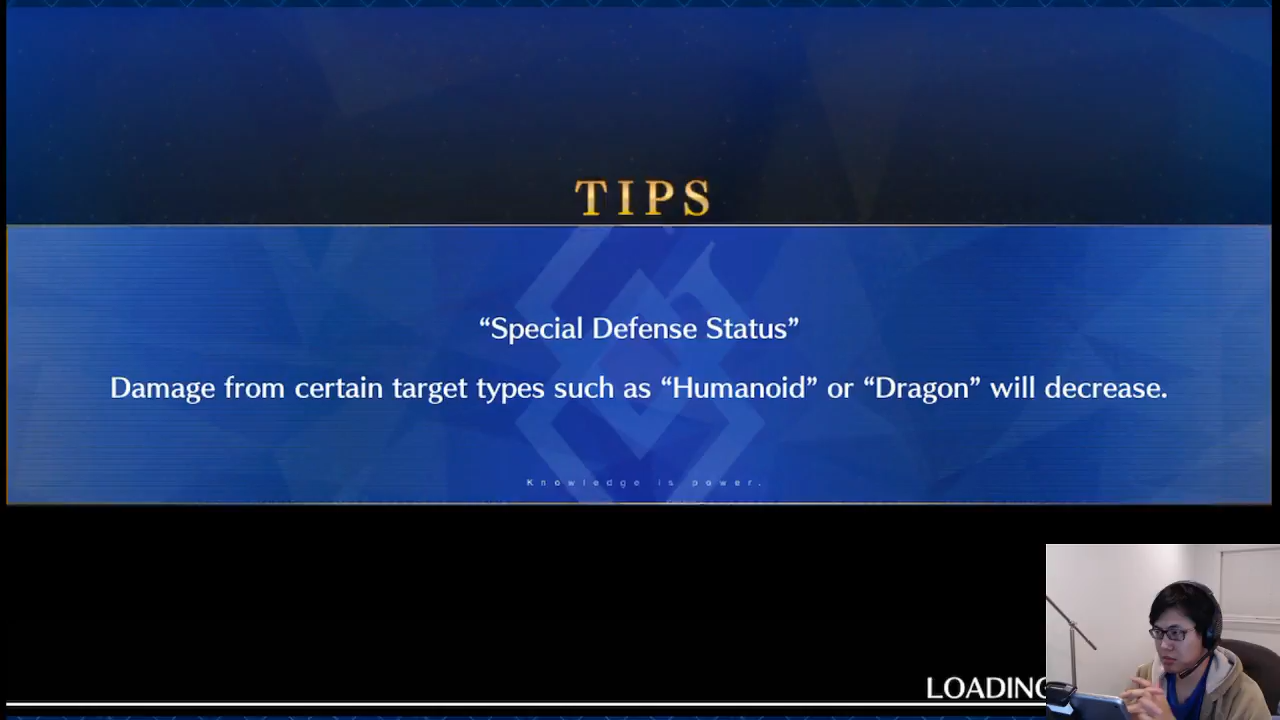 TIPS
“Special Defense Status”
Damage from certain target types such as “Humanoid” or “Dragon” will decrease.
Knowledge is power.
LOADING